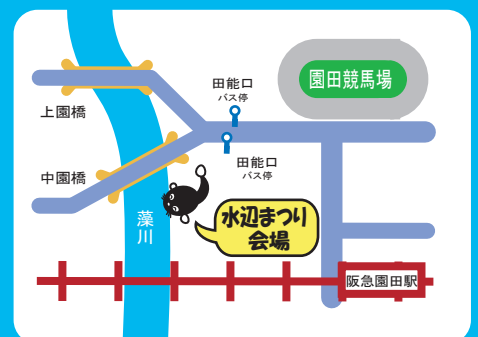 上園橋
中園橋
藻川
田能口
バス停
田能口
バス停
園田競馬場
水辺まつり
会場
阪急園田駅